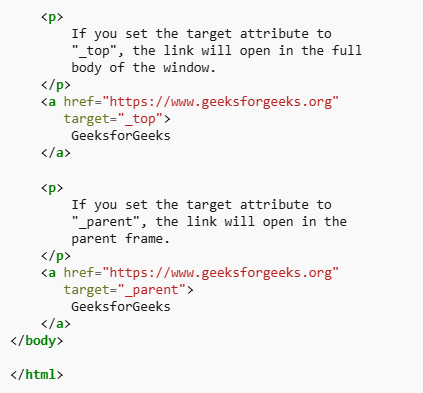 <p>
If you set the target attribute to
"_top", the link will open in the full
body of the window.
</p>
<a href="https://www.geeksforgeeks.org"
target="_top">
GeeksforGeeks
</a>
<p>
If you set the target attribute to
"_parent", the link will open in the
parent frame.
</p>
<a href="https://www.geeksforgeeks.org"
target="_parent">
GeeksforGeeks
</a>
</body>
</html>